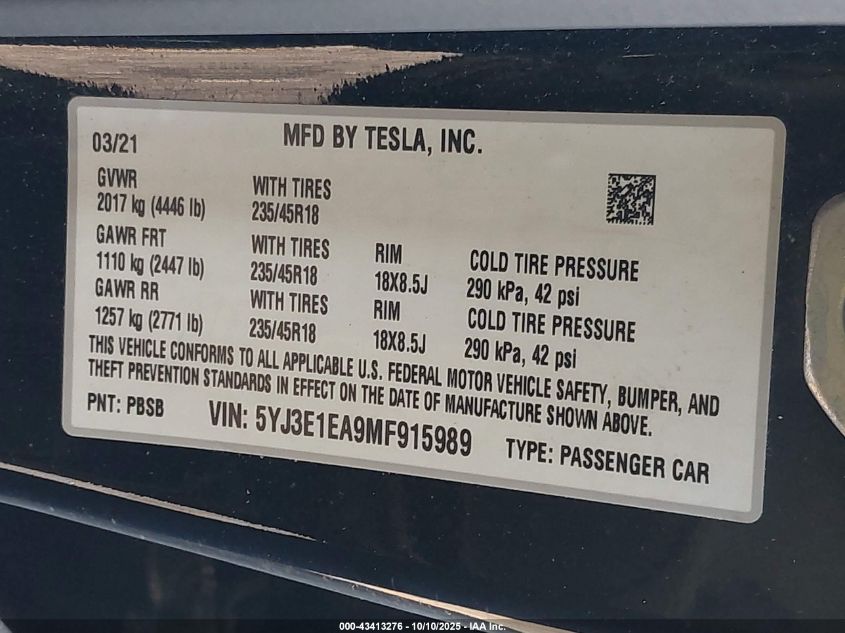 03/21
MFD BY TESLA, INC.
GVWR
2017 kg (4446 lb)
WITH TIRES
235/45R18
GAWR FRT
1110 kg (2447 lb)
WITH TIRES
235/45R18
RIM
18X8.5J
COLD TIRE PRESSURE
290 kPa, 42 psi
GAWR RR
1257 kg (2771 lb)
WITH TIRES
235/45R18
RIM
18X8.5J
COLD TIRE PRESSURE
290 kPa, 42 psi
THIS VEHICLE CONFORMS TO ALL APPLICABLE U.S. FEDERAL MOTOR VEHICLE SAFETY, BUMPER, AND
THEFT PREVENTION STANDARDS IN EFFECT ON THE DATE OF MANUFACTURE SHOWN ABOVE.
PNT: PBSB
VIN: 5YJ3E1EA9MF915989
TYPE: PASSENGER CAR
000-43413276 - 10/10/2025 - IAA Inc.